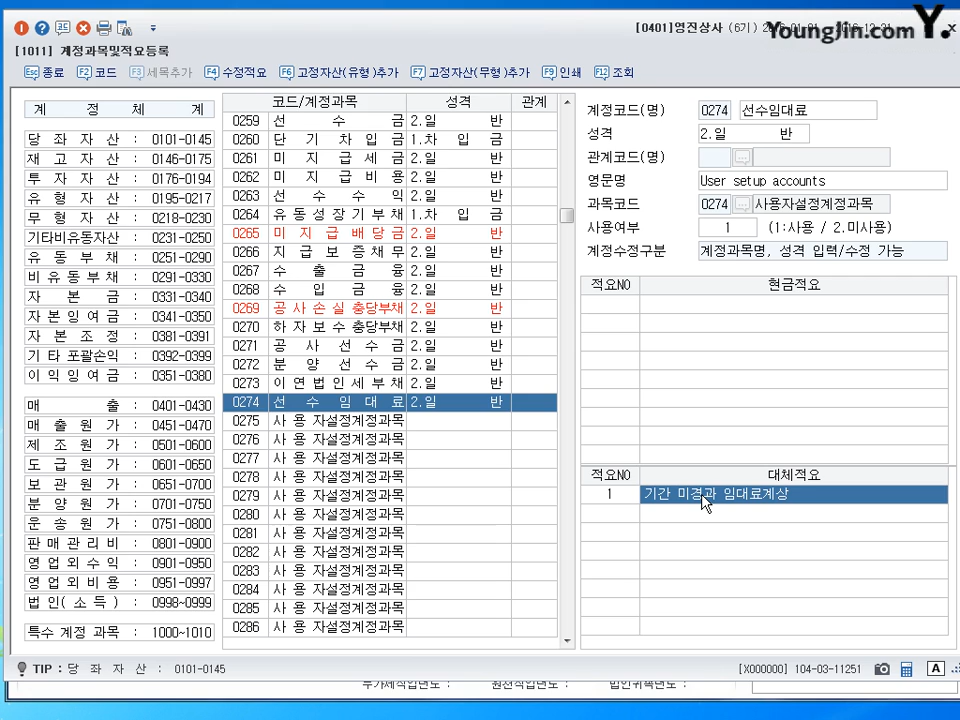 [0401]영진상사 (6기)
YoungJin.com Y.
[1011] 계정과목및적요등록
Esc 종료 F2 코드 F3 세목추가 F4 수정적요 F6 고정자산(유형)추가 F7 고정자산(무형)추가 F9 인쇄 F12 조회
계 정 체 계
당 좌 자 산 : 0101-0145
재 고 자 산 : 0146-0175
투 자 자 산 : 0176-0194
유 형 자 산 : 0195-0217
무 형 자 산 : 0218-0230
기타비유동자산 : 0231-0250
유 동 부 채 : 0251-0290
비 유 동 부 채 : 0291-0330
자 본 금 : 0331-0340
자 본 잉 여 금 : 0341-0350
자 본 조 정 : 0381-0391
기 타 포괄손익 : 0392-0399
이 익 잉 여 금 : 0351-0380
매 출 : 0401-0430
매 출 원 가 : 0451-0470
제 조 원 가 : 0501-0600
도 급 원 가 : 0601-0650
보 관 원 가 : 0651-0700
분 양 원 가 : 0701-0750
운 송 원 가 : 0751-0800
판 매 관 리 비 : 0801-0900
영 업 외 수 익 : 0901-0950
영 업 외 비 용 : 0951-0997
법 인( 소 득 ) : 0998-0999
특수 계정 과목 : 1000~1010
코드/계정과목 성격 관계
0259 선 수 금 2.일 반
0260 단 기 차 입 금 1.차 입 금
0261 미 지 급 세 금 2.일 반
0262 미 지 급 비 용 2.일 반
0263 선 수 수 익 2.일 반
0264 유 동 성 장 기 부 채 1.차 입 금
0265 미 지 급 배 당 금 2.일 반
0266 지 급 보 증 채 무 2.일 반
0267 수 출 금 융 2.일 반
0268 수 입 금 융 2.일 반
0269 공 사 손 실 충당부채 2.일 반
0270 하 자 보 수 충당부채 2.일 반
0271 공 사 선 수 금 2.일 반
0272 분 양 선 수 금 2.일 반
0273 이 연 법 인 세 부 채 2.일 반
0274 선 수 임 대 료 2.일 반
0275 사 용 자설정계정과목
0276 사 용 자설정계정과목
0277 사 용 자설정계정과목
0278 사 용 자설정계정과목
0279 사 용 자설정계정과목
0280 사 용 자설정계정과목
0281 사 용 자설정계정과목
0282 사 용 자설정계정과목
0283 사 용 자설정계정과목
0284 사 용 자설정계정과목
0285 사 용 자설정계정과목
0286 사 용 자설정계정과목
계정코드(명) 0274 선수임대료
성격 2.일 반
관계코드(명)
영문명 User setup accounts
과목코드 0274 사용자설정계정과목
사용여부 1 (1:사용 / 2.미사용)
계정수정구분 계정과목명, 성격 입력/수정 가능
적요NO 현금적요
적요NO 대체적요
1 기간 미경과 임대료계상
TIP : 당 좌 자 산 : 0101-0145
[X000000] 104-03-11251 A